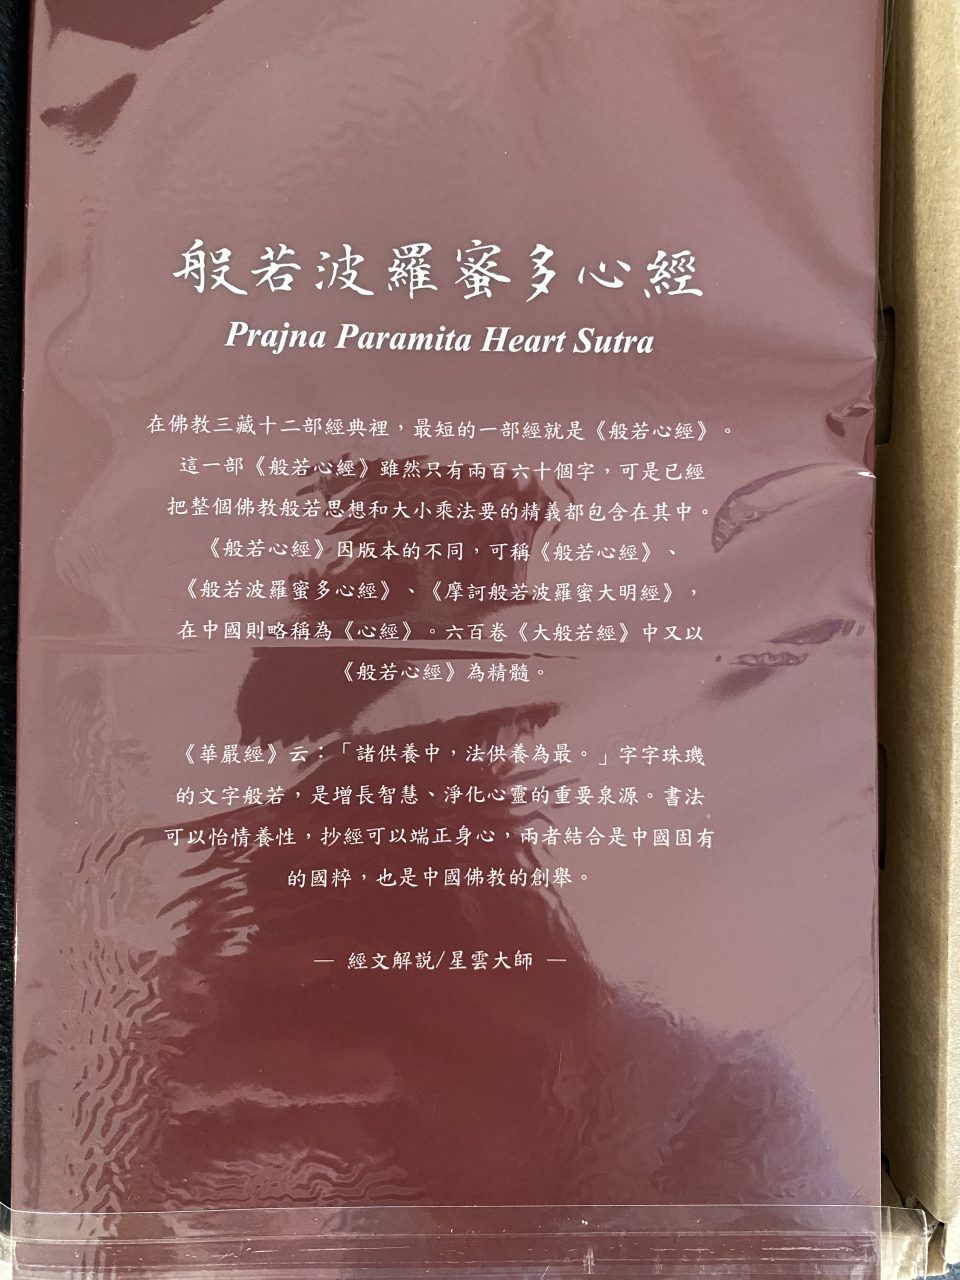 般若波羅蜜多心經
Prajna Paramita Heart Sutra
在佛教三藏十二部經典裡，最短的一部經就是《般若心經》。
這一部《般若心經》雖然只有兩百六十個字，可是已經
把整個佛教般若思想和大小乘法要的精義都包含在其中。
《般若心經》因版本的不同，可稱《般若心經》、
《般若波羅蜜多心經》、《摩訶般若波羅蜜大明經》，
在中國則略稱為《心經》。六百卷《大般若經》中又以
《般若心經》為精髓。
《華嚴經》云：「諸供養中，法供養為最。」字字珠璣
的文字般若，是增長智慧、淨化心靈的重要泉源。書法
可以怡情養性，抄經可以端正身心，兩者結合是中國固有
的國粹，也是中國佛教的創舉。
— 經文解説/星雲大師 —